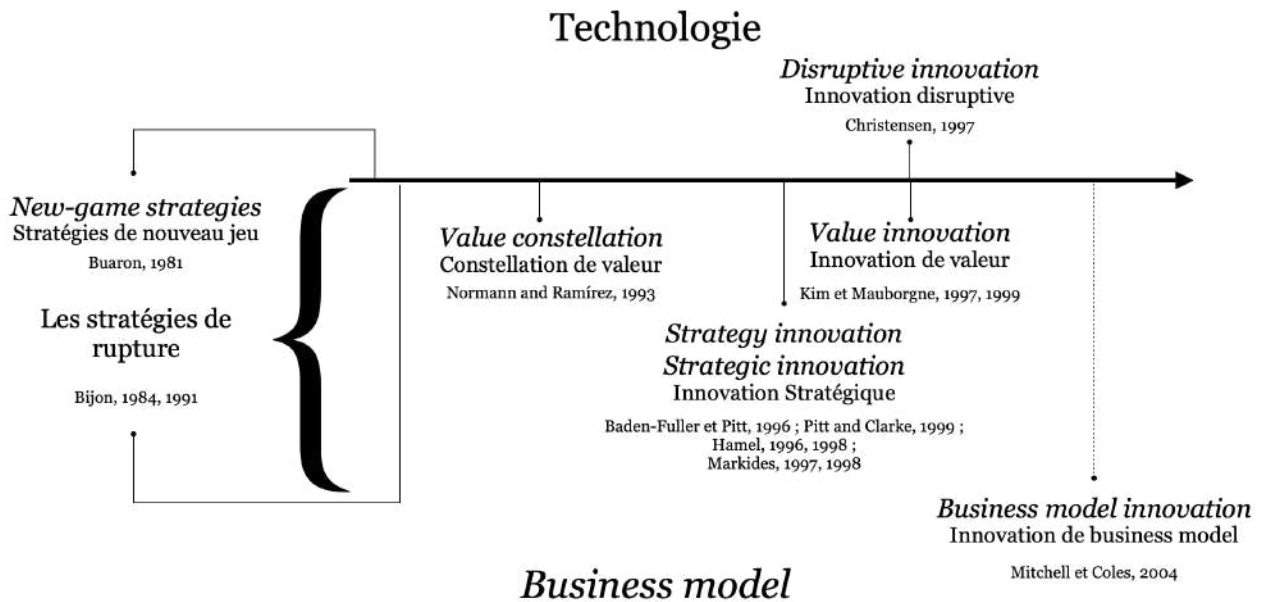 Technologie
Disruptive innovation
Innovation disruptive
Christensen, 1997
New-game strategies
Stratégies de nouveau jeu
Buaron, 1981
Les stratégies de
rupture
Bijon, 1984, 1991
Value constellation
Constellation de valeur
Normann and Ramírez, 1993
Value innovation
Innovation de valeur
Kim et Mauborgne, 1997, 1999
Strategy innovation
Strategic innovation
Innovation Stratégique
Baden-Fuller et Pitt, 1996 ; Pitt and Clarke, 1999 ;
Hamel, 1996, 1998 ;
Markides, 1997, 1998
Business model innovation
Innovation de business model
Mitchell et Coles, 2004
Business model